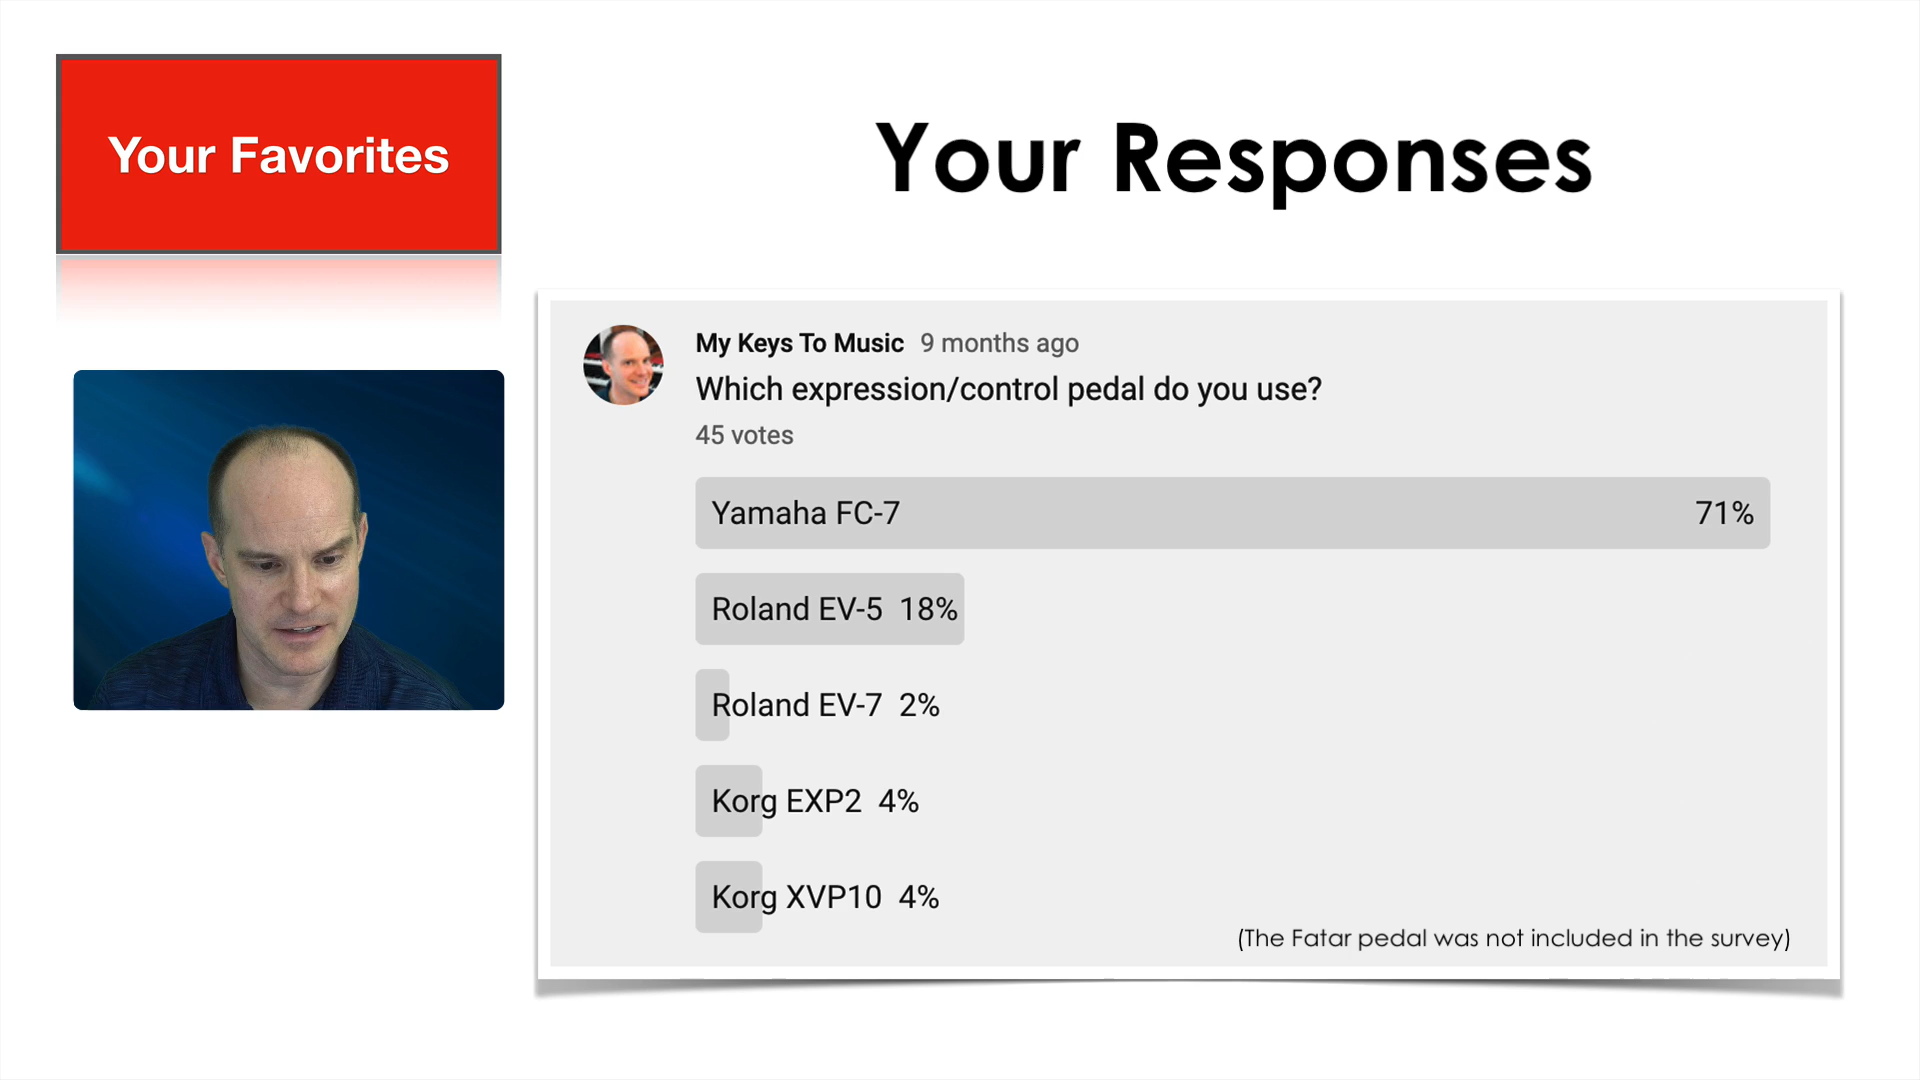 Your Favorites
Your Responses
My Keys To Music 9 months ago
Which expression/control pedal do you use?
45 votes
Yamaha FC-7 71%
Roland EV-5 18%
Roland EV-7 2%
Korg EXP2 4%
Korg XVP10 4%
(The Fatar pedal was not included in the survey)